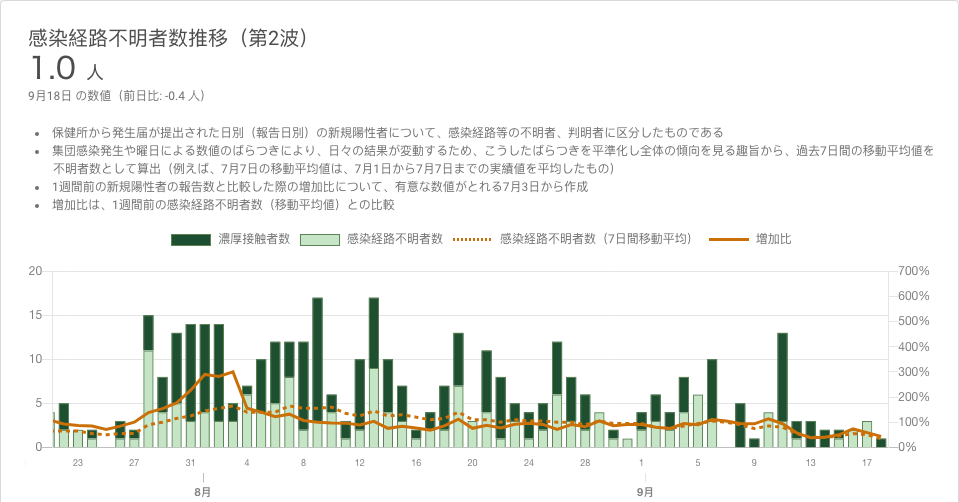 感染経路不明者数推移（第2波）
1.0 人
9月18日 の数値（前日比: -0.4 人）
• 保健所から発生届が提出された日別（報告日別）の新規陽性者について、感染経路等の不明者、判明者に区分したものである
• 集団感染発生や曜日による数値のばらつきにより、日々の結果が変動するため、こうしたばらつきを平準化し全体の傾向を見る趣旨から、過去7日間の移動平均値を
不明者数として算出（例えば、7月7日の移動平均値は、7月1日から7月7日までの実績値を平均したもの）
• 1週間前の新規陽性者の報告数と比較した際の増加比について、有意な数値がとれる7月3日から作成
• 増加比は、1週間前の感染経路不明者数（移動平均値）との比較
濃厚接触者数 感染経路不明者数 感染経路不明者数（7日間移動平均） 増加比
20 700%
600%
15
500%
400%
10
300%
200%
5
100%
0 0%
23 27 31 4 8 12 16 20 24 28 1 5 9 13 17
8月 9月